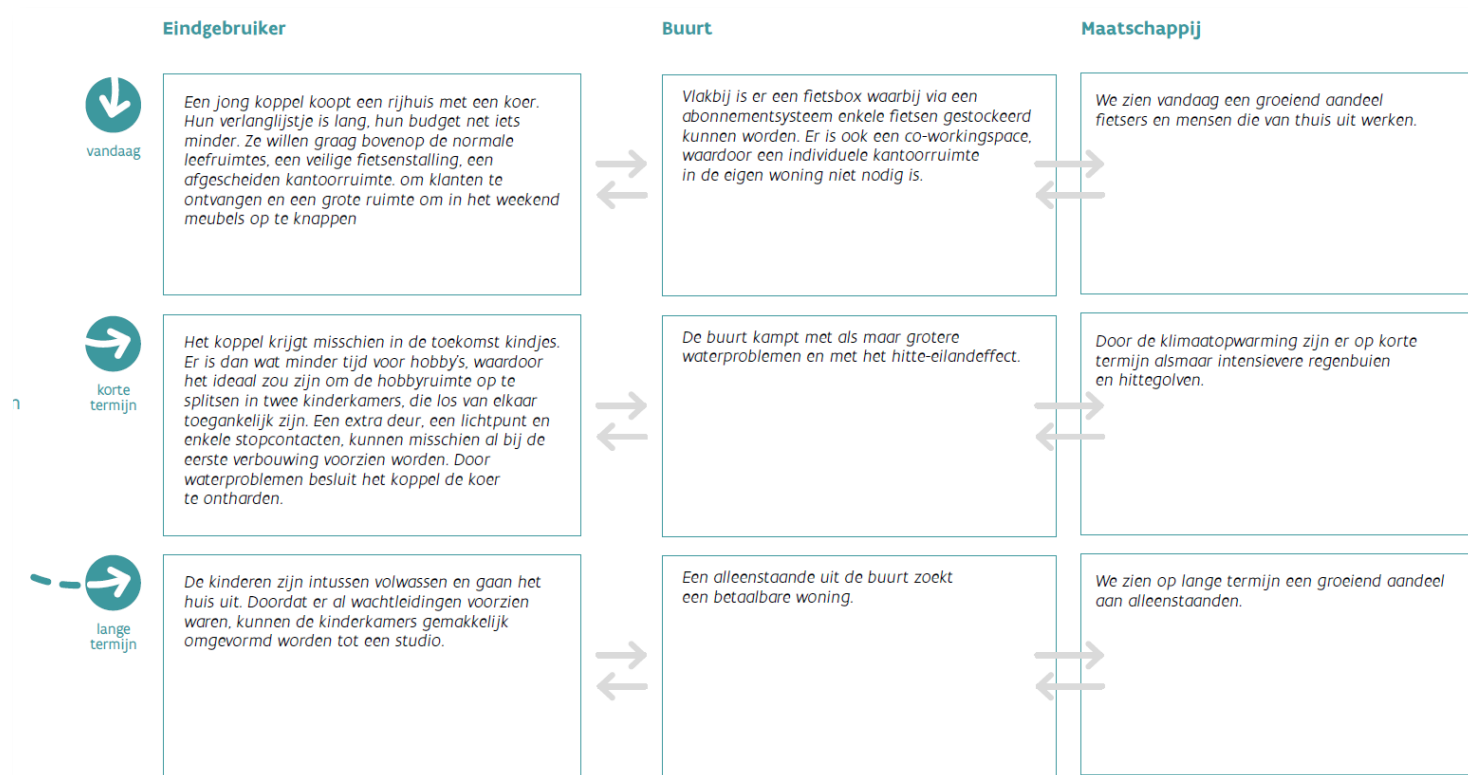 Eindgebruiker
Buurt
Maatschappij
vandaag
Een jong koppel koopt een rijhuis met een koer.
Hun verlanglijstje is lang, hun budget net iets
minder. Ze willen graag bovenop de normale
leefruimtes, een veilige fietsenstalling, een
afgescheiden kantoorruimte. om klanten te
ontvangen en een grote ruimte om in het weekend
meubels op te knappen
Vlakbij is er een fietsbox waarbij via een
abonnementsysteem enkele fietsen gestockeerd
kunnen worden. Er is ook een co-workingspace,
waardoor een individuele kantoorruimte
in de eigen woning niet nodig is.
We zien vandaag een groeiend aandeel
fietsers en mensen die van thuis uit werken.
n
korte
termijn
Het koppel krijgt misschien in de toekomst kindjes.
Er is dan wat minder tijd voor hobby's, waardoor
het ideaal zou zijn om de hobbyruimte op te
splitsen in twee kinderkamers, die los van elkaar
toegankelijk zijn. Een extra deur, een lichtpunt en
enkele stopcontacten, kunnen misschien al bij de
eerste verbouwing voorzien worden. Door
waterproblemen besluit het koppel de koer
te ontharden.
De buurt kampt met als maar grotere
waterproblemen en met het hitte-eilandeffect.
Door de klimaatopwarming zijn er op korte
termijn alsmaar intensievere regenbuien
en hittegolven.
lange
termijn
De kinderen zijn intussen volwassen en gaan het
huis uit. Doordat er al wachtleidingen voorzien
waren, kunnen de kinderkamers gemakkelijk
omgevormd worden tot een studio.
Een alleenstaande uit de buurt zoekt
een betaalbare woning.
We zien op lange termijn een groeiend aandeel
aan alleenstaanden.